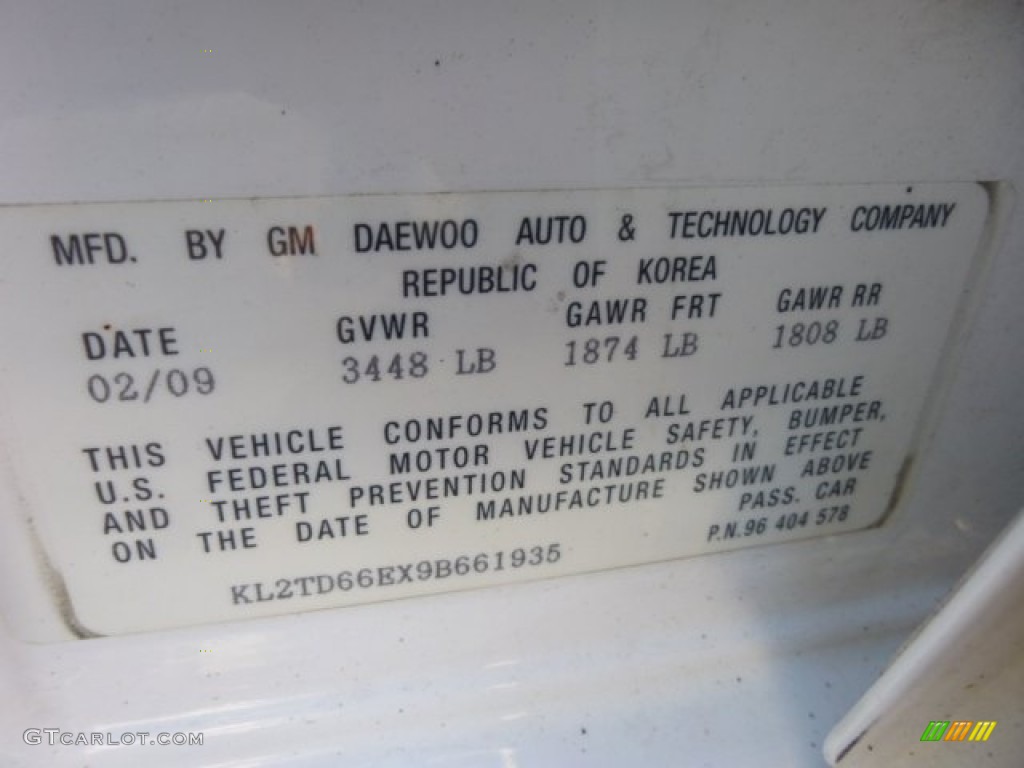 MFD. BY GM DAEWOO AUTO & TECHNOLOGY COMPANY
REPUBLIC OF KOREA
DATE GVWR GAWR FRT GAWR RR
02/09 3448 LB 1874 LB 1808 LB
THIS VEHICLE CONFORMS TO ALL APPLICABLE
U.S. FEDERAL MOTOR VEHICLE SAFETY, BUMPER,
AND THEFT PREVENTION STANDARDS IN EFFECT
ON THE DATE OF MANUFACTURE SHOWN ABOVE
PASS. CAR
KL2TD66EX9B661935 P.N.96 404 578
GTCARLOT.COM